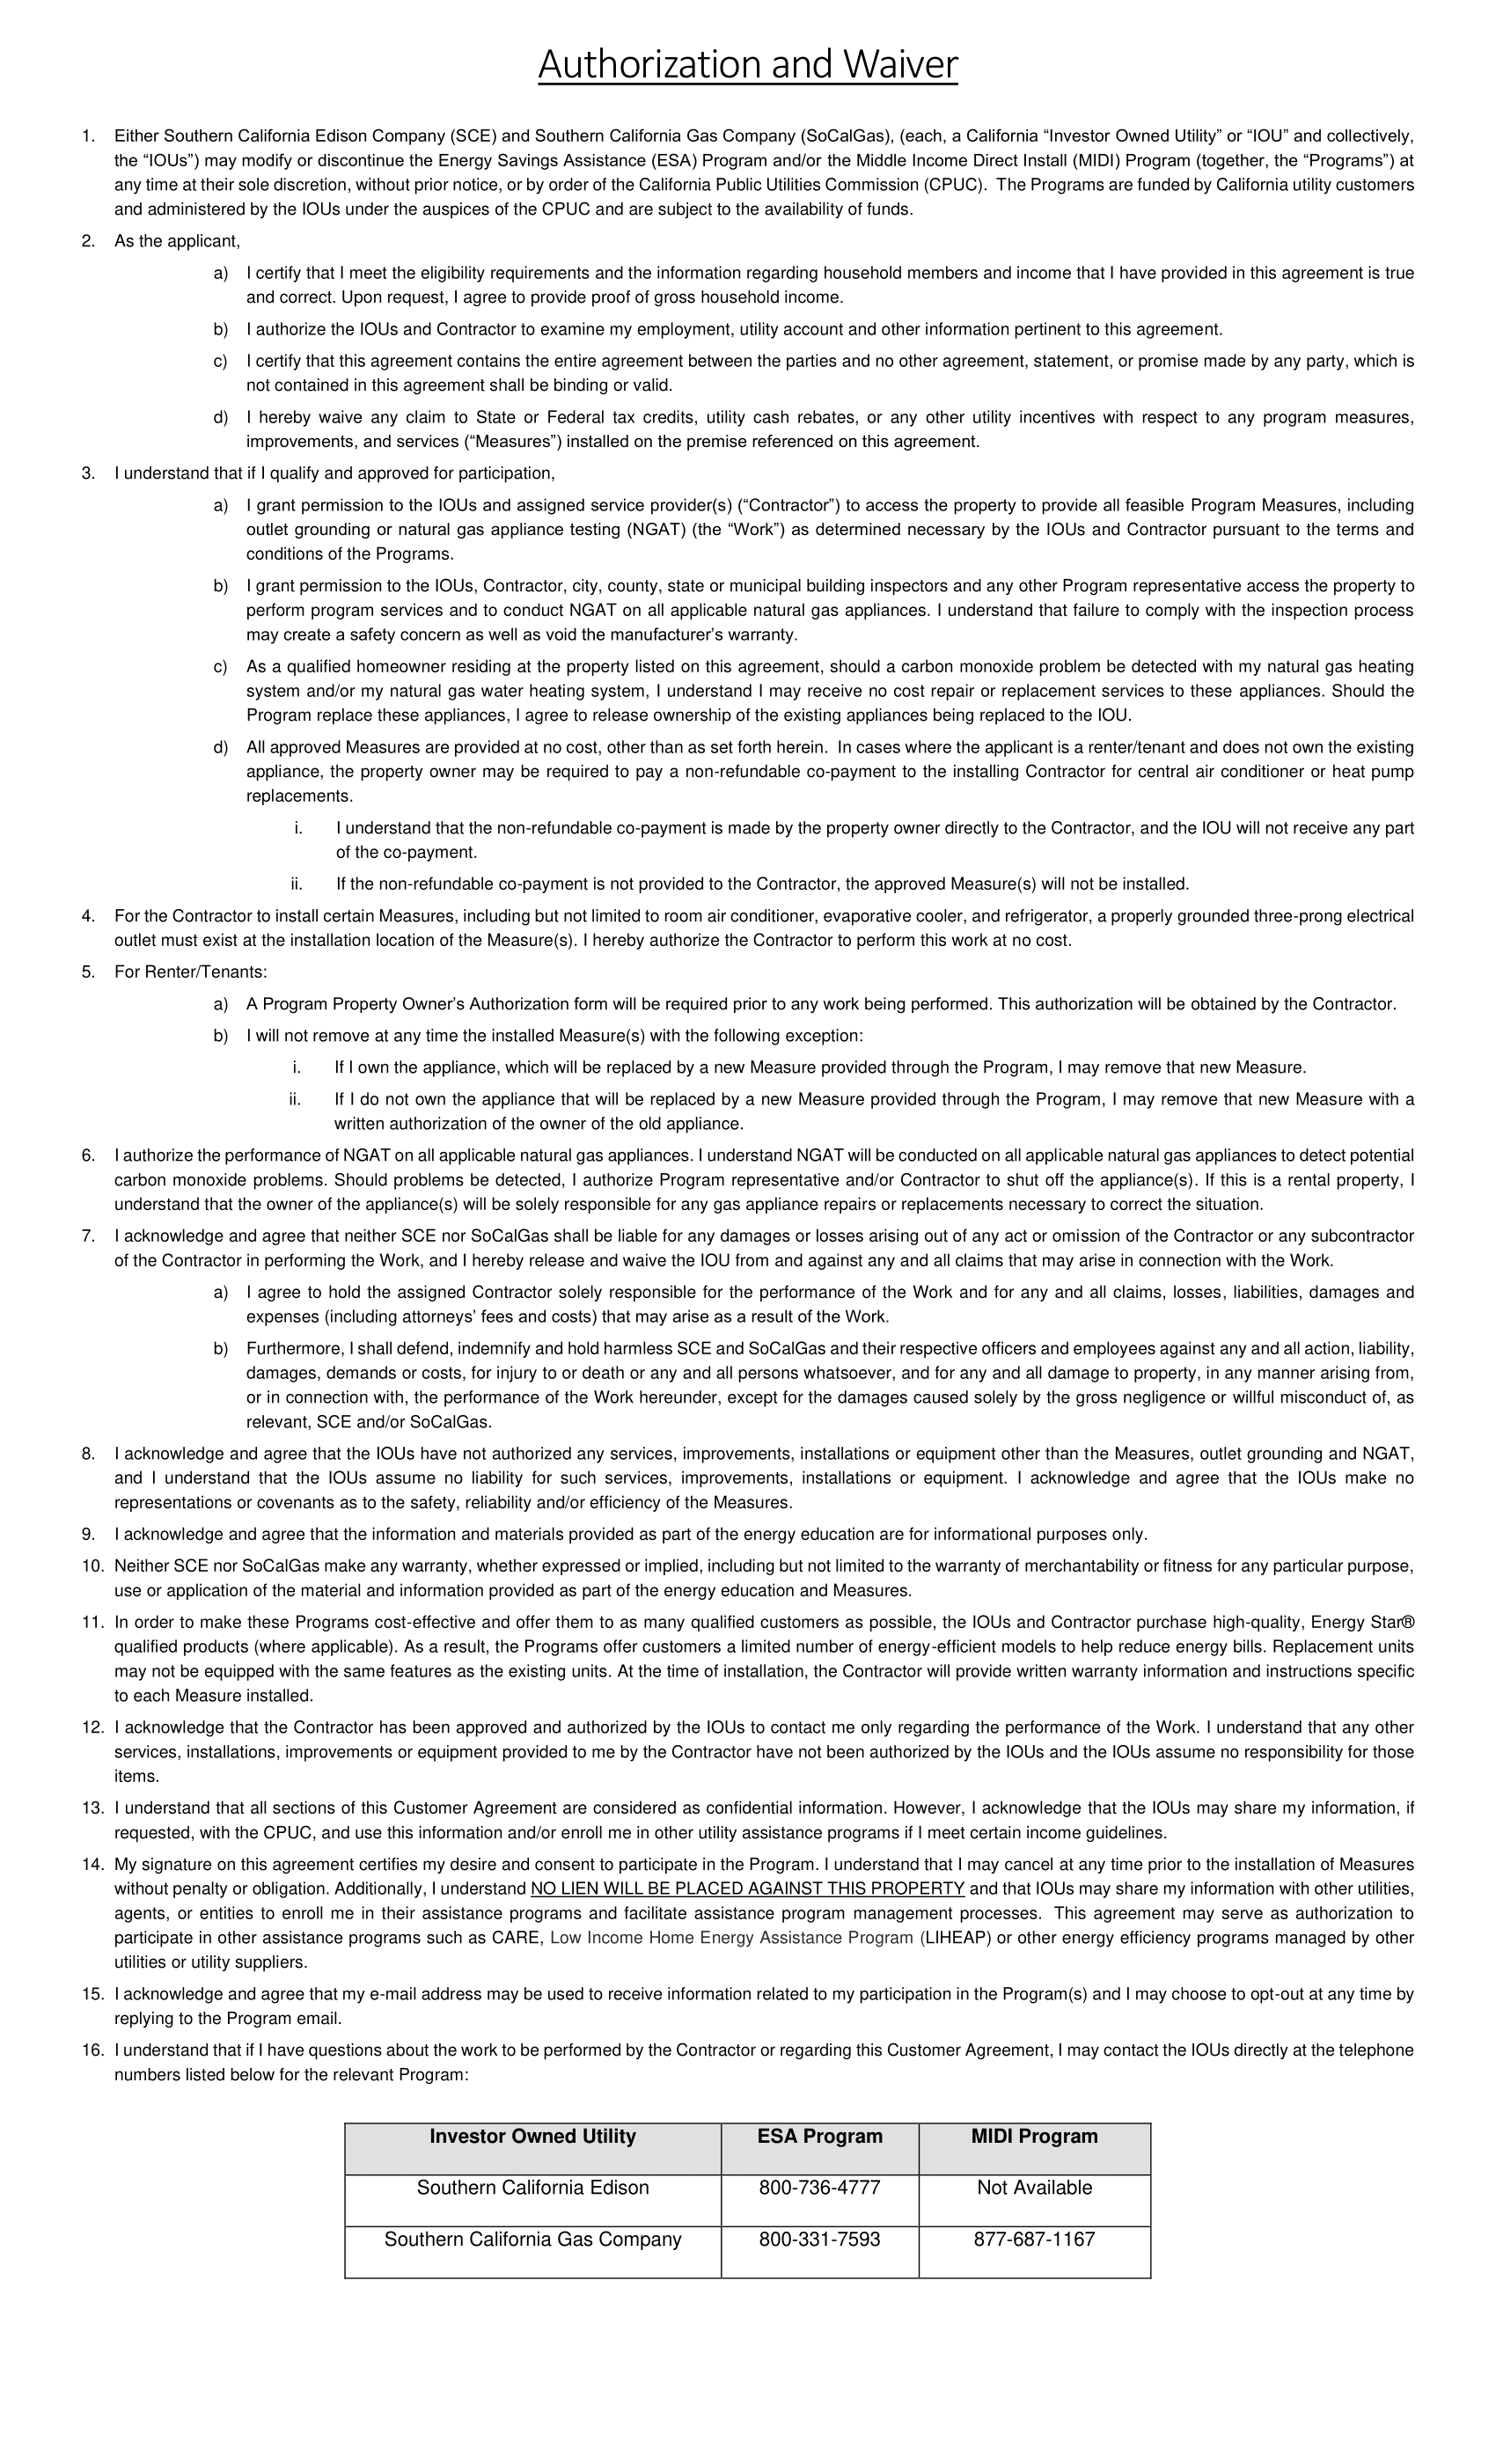 Authorization and Waiver
1. Either Southern California Edison Company (SCE) and Southern California Gas Company (SoCalGas), (each, a California “Investor Owned Utility” or “IOU” and collectively,
the “IOUs”) may modify or discontinue the Energy Savings Assistance (ESA) Program and/or the Middle Income Direct Install (MIDI) Program (together, the “Programs”) at
any time at their sole discretion, without prior notice, or by order of the California Public Utilities Commission (CPUC). The Programs are funded by California utility customers
and administered by the IOUs under the auspices of the CPUC and are subject to the availability of funds.
2. As the applicant,
a) I certify that I meet the eligibility requirements and the information regarding household members and income that I have provided in this agreement is true
and correct. Upon request, I agree to provide proof of gross household income.
b) I authorize the IOUs and Contractor to examine my employment, utility account and other information pertinent to this agreement.
c) I certify that this agreement contains the entire agreement between the parties and no other agreement, statement, or promise made by any party, which is
not contained in this agreement shall be binding or valid.
d) I hereby waive any claim to State or Federal tax credits, utility cash rebates, or any other utility incentives with respect to any program measures,
improvements, and services (“Measures”) installed on the premise referenced on this agreement.
3. I understand that if I qualify and approved for participation,
a) I grant permission to the IOUs and assigned service provider(s) (“Contractor”) to access the property to provide all feasible Program Measures, including
outlet grounding or natural gas appliance testing (NGAT) (the “Work”) as determined necessary by the IOUs and Contractor pursuant to the terms and
conditions of the Programs.
b) I grant permission to the IOUs, Contractor, city, county, state or municipal building inspectors and any other Program representative access the property to
perform program services and to conduct NGAT on all applicable natural gas appliances. I understand that failure to comply with the inspection process
may create a safety concern as well as void the manufacturer’s warranty.
c) As a qualified homeowner residing at the property listed on this agreement, should a carbon monoxide problem be detected with my natural gas heating
system and/or my natural gas water heating system, I understand I may receive no cost repair or replacement services to these appliances. Should the
Program replace these appliances, I agree to release ownership of the existing appliances being replaced to the IOU.
d) All approved Measures are provided at no cost, other than as set forth herein. In cases where the applicant is a renter/tenant and does not own the existing
appliance, the property owner may be required to pay a non-refundable co-payment to the installing Contractor for central air conditioner or heat pump
replacements.
i. I understand that the non-refundable co-payment is made by the property owner directly to the Contractor, and the IOU will not receive any part
of the co-payment.
ii. If the non-refundable co-payment is not provided to the Contractor, the approved Measure(s) will not be installed.
4. For the Contractor to install certain Measures, including but not limited to room air conditioner, evaporative cooler, and refrigerator, a properly grounded three-prong electrical
outlet must exist at the installation location of the Measure(s). I hereby authorize the Contractor to perform this work at no cost.
5. For Renter/Tenants:
a) A Program Property Owner’s Authorization form will be required prior to any work being performed. This authorization will be obtained by the Contractor.
b) I will not remove at any time the installed Measure(s) with the following exception:
i. If I own the appliance, which will be replaced by a new Measure provided through the Program, I may remove that new Measure.
ii. If I do not own the appliance that will be replaced by a new Measure provided through the Program, I may remove that new Measure with a
written authorization of the owner of the old appliance.
6. I authorize the performance of NGAT on all applicable natural gas appliances. I understand NGAT will be conducted on all applicable natural gas appliances to detect potential
carbon monoxide problems. Should problems be detected, I authorize Program representative and/or Contractor to shut off the appliance(s). If this is a rental property, I
understand that the owner of the appliance(s) will be solely responsible for any gas appliance repairs or replacements necessary to correct the situation.
7. I acknowledge and agree that neither SCE nor SoCalGas shall be liable for any damages or losses arising out of any act or omission of the Contractor or any subcontractor
of the Contractor in performing the Work, and I hereby release and waive the IOU from and against any and all claims that may arise in connection with the Work.
a) I agree to hold the assigned Contractor solely responsible for the performance of the Work and for any and all claims, losses, liabilities, damages and
expenses (including attorneys’ fees and costs) that may arise as a result of the Work.
b) Furthermore, I shall defend, indemnify and hold harmless SCE and SoCalGas and their respective officers and employees against any and all action, liability,
damages, demands or costs, for injury to or death or any and all persons whatsoever, and for any and all damage to property, in any manner arising from,
or in connection with, the performance of the Work hereunder, except for the damages caused solely by the gross negligence or willful misconduct of, as
relevant, SCE and/or SoCalGas.
8. I acknowledge and agree that the IOUs have not authorized any services, improvements, installations or equipment other than the Measures, outlet grounding and NGAT,
and I understand that the IOUs assume no liability for such services, improvements, installations or equipment. I acknowledge and agree that the IOUs make no
representations or covenants as to the safety, reliability and/or efficiency of the Measures.
9. I acknowledge and agree that the information and materials provided as part of the energy education are for informational purposes only.
10. Neither SCE nor SoCalGas make any warranty, whether expressed or implied, including but not limited to the warranty of merchantability or fitness for any particular purpose,
use or application of the material and information provided as part of the energy education and Measures.
11. In order to make these Programs cost-effective and offer them to as many qualified customers as possible, the IOUs and Contractor purchase high-quality, Energy Star®
qualified products (where applicable). As a result, the Programs offer customers a limited number of energy-efficient models to help reduce energy bills. Replacement units
may not be equipped with the same features as the existing units. At the time of installation, the Contractor will provide written warranty information and instructions specific
to each Measure installed.
12. I acknowledge that the Contractor has been approved and authorized by the IOUs to contact me only regarding the performance of the Work. I understand that any other
services, installations, improvements or equipment provided to me by the Contractor have not been authorized by the IOUs and the IOUs assume no responsibility for those
items.
13. I understand that all sections of this Customer Agreement are considered as confidential information. However, I acknowledge that the IOUs may share my information, if
requested, with the CPUC, and use this information and/or enroll me in other utility assistance programs if I meet certain income guidelines.
14. My signature on this agreement certifies my desire and consent to participate in the Program. I understand that I may cancel at any time prior to the installation of Measures
without penalty or obligation. Additionally, I understand NO LIEN WILL BE PLACED AGAINST THIS PROPERTY and that IOUs may share my information with other utilities,
agents, or entities to enroll me in their assistance programs and facilitate assistance program management processes. This agreement may serve as authorization to
participate in other assistance programs such as CARE, Low Income Home Energy Assistance Program (LIHEAP) or other energy efficiency programs managed by other
utilities or utility suppliers.
15. I acknowledge and agree that my e-mail address may be used to receive information related to my participation in the Program(s) and I may choose to opt-out at any time by
replying to the Program email.
16. I understand that if I have questions about the work to be performed by the Contractor or regarding this Customer Agreement, I may contact the IOUs directly at the telephone
numbers listed below for the relevant Program:
Investor Owned Utility ESA Program MIDI Program
Southern California Edison 800-736-4777 Not Available
Southern California Gas Company 800-331-7593 877-687-1167